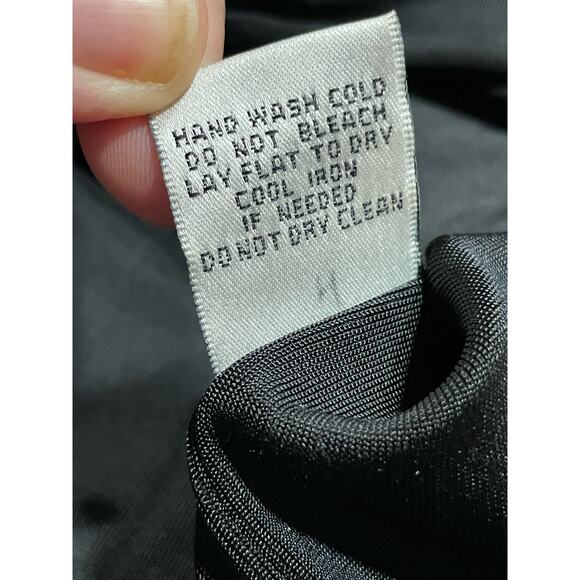 HAND WASH COLD
DO NOT BLEACH
LAY FLAT TO DRY
COOL IRON
IF NEEDED
DO NOT DRY CLEAN